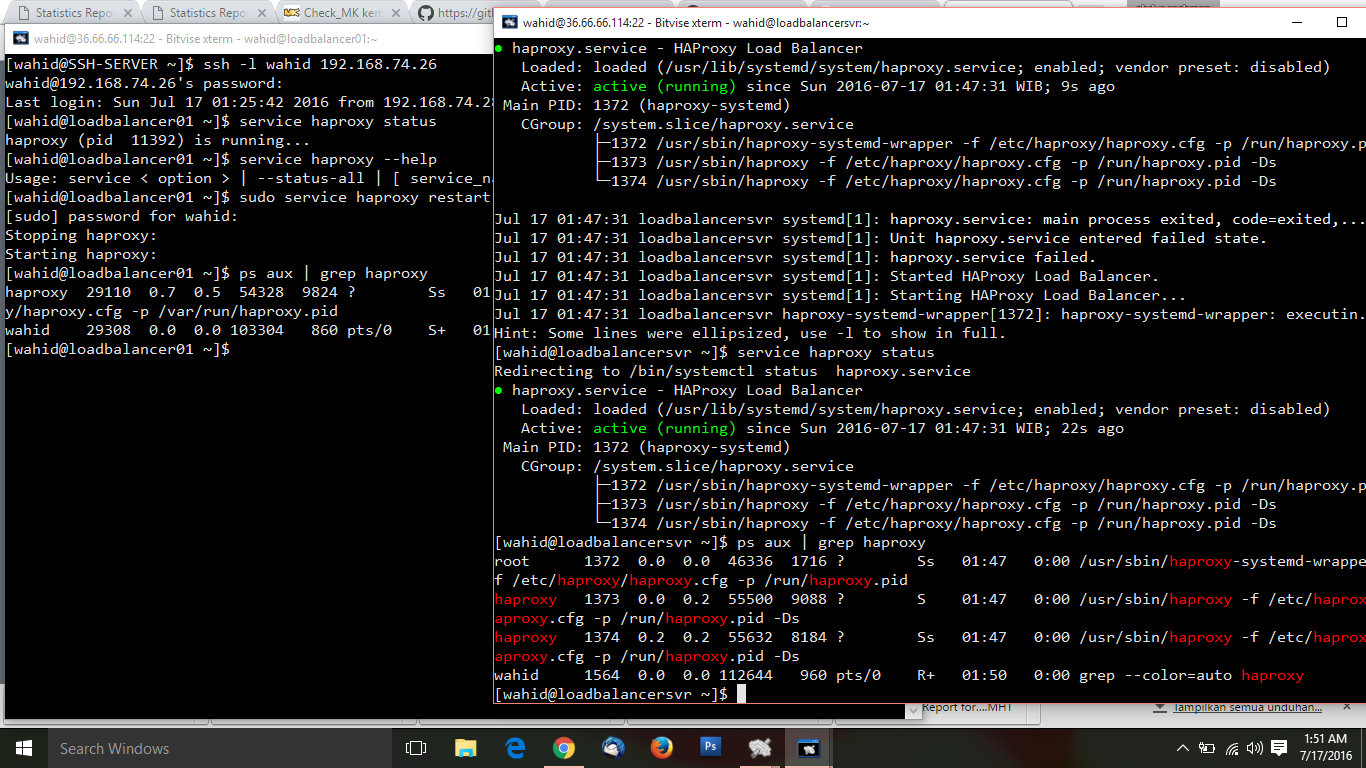 Statistics Repo
Statistics Repo
Check_MK ken
https://gitl
wahid@36.66.66.114:22 - Bitvise xterm - wahid@loadbalancer01:~
[wahid@SSH-SERVER ~]$ ssh -l wahid 192.168.74.26
wahid@192.168.74.26's password:
Last login: Sun Jul 17 01:25:42 2016 from 192.168.74.28
[wahid@loadbalancer01 ~]$ service haproxy status
haproxy (pid  11392) is running...
[wahid@loadbalancer01 ~]$ service haproxy --help
Usage: service < option > | --status-all | [ service_na
[wahid@loadbalancer01 ~]$ sudo service haproxy restart
[sudo] password for wahid:
Stopping haproxy:
Starting haproxy:
[wahid@loadbalancer01 ~]$ ps aux | grep haproxy
haproxy  29110  0.7  0.5  54328  9824 ?        Ss   01
y/haproxy.cfg -p /var/run/haproxy.pid
wahid    29308  0.0  0.0 103304   860 pts/0    S+   01
[wahid@loadbalancer01 ~]$
wahid@36.66.66.114:22 - Bitvise xterm - wahid@loadbalancersvr:~
● haproxy.service - HAProxy Load Balancer
Loaded: loaded (/usr/lib/systemd/system/haproxy.service; enabled; vendor preset: disabled)
Active: active (running) since Sun 2016-07-17 01:47:31 WIB; 9s ago
Main PID: 1372 (haproxy-systemd)
CGroup: /system.slice/haproxy.service
├─1372 /usr/sbin/haproxy-systemd-wrapper -f /etc/haproxy/haproxy.cfg -p /run/haproxy.p
├─1373 /usr/sbin/haproxy -f /etc/haproxy/haproxy.cfg -p /run/haproxy.pid -Ds
└─1374 /usr/sbin/haproxy -f /etc/haproxy/haproxy.cfg -p /run/haproxy.pid -Ds
Jul 17 01:47:31 loadbalancersvr systemd[1]: haproxy.service: main process exited, code=exited,...
Jul 17 01:47:31 loadbalancersvr systemd[1]: Unit haproxy.service entered failed state.
Jul 17 01:47:31 loadbalancersvr systemd[1]: haproxy.service failed.
Jul 17 01:47:31 loadbalancersvr systemd[1]: Started HAProxy Load Balancer.
Jul 17 01:47:31 loadbalancersvr systemd[1]: Starting HAProxy Load Balancer...
Jul 17 01:47:31 loadbalancersvr haproxy-systemd-wrapper[1372]: haproxy-systemd-wrapper: executin.
Hint: Some lines were ellipsized, use -l to show in full.
[wahid@loadbalancersvr ~]$ service haproxy status
Redirecting to /bin/systemctl status  haproxy.service
● haproxy.service - HAProxy Load Balancer
Loaded: loaded (/usr/lib/systemd/system/haproxy.service; enabled; vendor preset: disabled)
Active: active (running) since Sun 2016-07-17 01:47:31 WIB; 22s ago
Main PID: 1372 (haproxy-systemd)
CGroup: /system.slice/haproxy.service
├─1372 /usr/sbin/haproxy-systemd-wrapper -f /etc/haproxy/haproxy.cfg -p /run/haproxy.p
├─1373 /usr/sbin/haproxy -f /etc/haproxy/haproxy.cfg -p /run/haproxy.pid -Ds
└─1374 /usr/sbin/haproxy -f /etc/haproxy/haproxy.cfg -p /run/haproxy.pid -Ds
[wahid@loadbalancersvr ~]$ ps aux | grep haproxy
root      1372  0.0  0.0  46336  1716 ?        Ss   01:47   0:00 /usr/sbin/haproxy-systemd-wrappe
f /etc/haproxy/haproxy.cfg -p /run/haproxy.pid
haproxy   1373  0.0  0.2  55500  9088 ?        S    01:47   0:00 /usr/sbin/haproxy -f /etc/haprox
aproxy.cfg -p /run/haproxy.pid -Ds
haproxy   1374  0.2  0.2  55632  8184 ?        Ss   01:47   0:00 /usr/sbin/haproxy -f /etc/haprox
aproxy.cfg -p /run/haproxy.pid -Ds
wahid     1564  0.0  0.0 112644   960 pts/0    R+   01:50   0:00 grep --color=auto haproxy
[wahid@loadbalancersvr ~]$
Report for....MHT
Tampilkan semua unduhan...
Search Windows
Ps
1:51 AM
7/17/2016